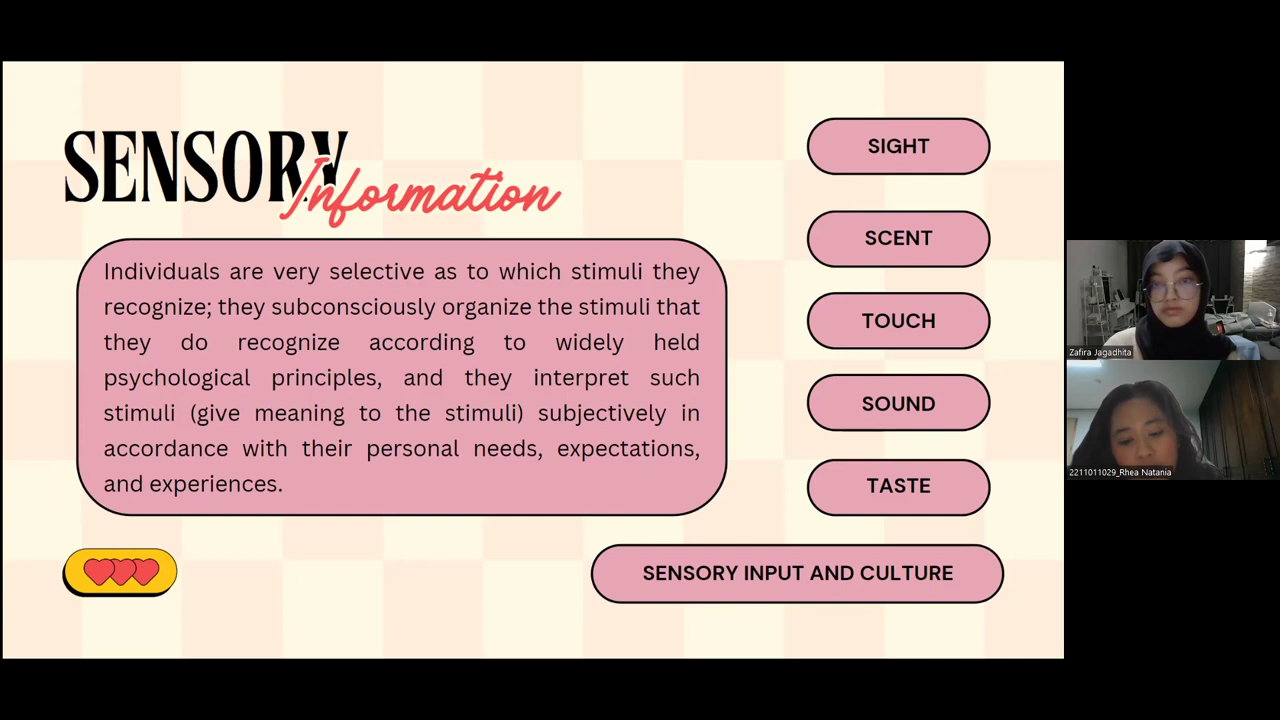 SENSORY
Information
Individuals are very selective as to which stimuli they
recognize; they subconsciously organize the stimuli that
they do recognize according to widely held
psychological principles, and they interpret such
stimuli (give meaning to the stimuli) subjectively in
accordance with their personal needs, expectations,
and experiences.
SIGHT
SCENT
TOUCH
SOUND
TASTE
SENSORY INPUT AND CULTURE
Zafira Jagadhita
2211011029_Rhea Natania